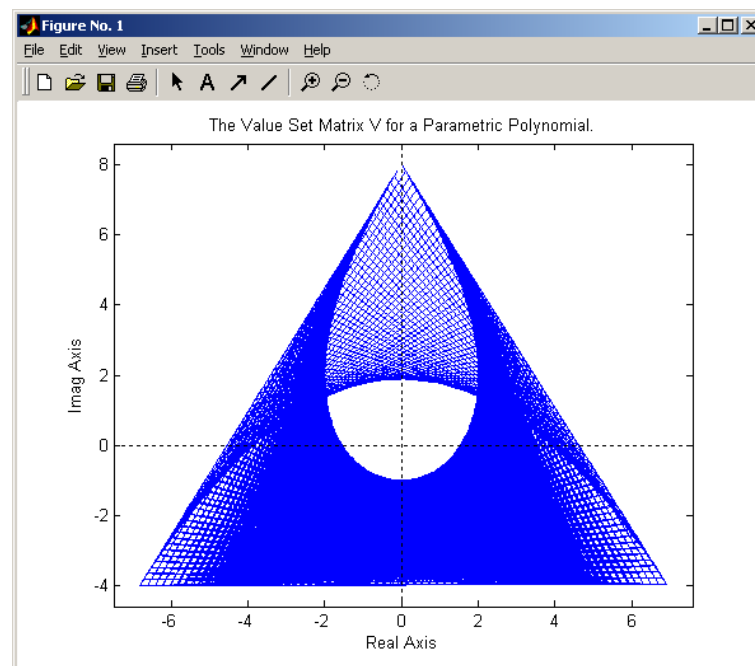 Figure No. 1
File Edit View Insert Tools Window Help
A
The Value Set Matrix V for a Parametric Polynomial.
8
6
4
2
0
-2
-4
Imag Axis
-6 -4 -2 0 2 4 6
Real Axis